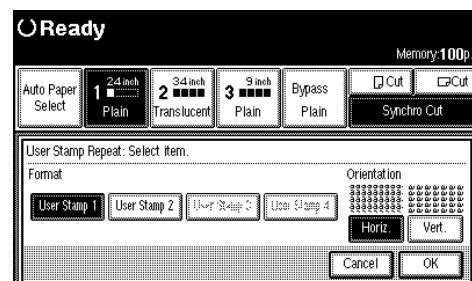 Ready
Memory:100p.
Auto Paper Select
1 24inch Plain
2 34inch Translucent
3 9inch Plain
Bypass Plain
Cut
Cut
Synchro Cut
User Stamp Repeat: Select item.
Format
Orientation
User Stamp 1
User Stamp 2
User Stamp 3
User Stamp 4
Horiz.
Vert.
Cancel
OK